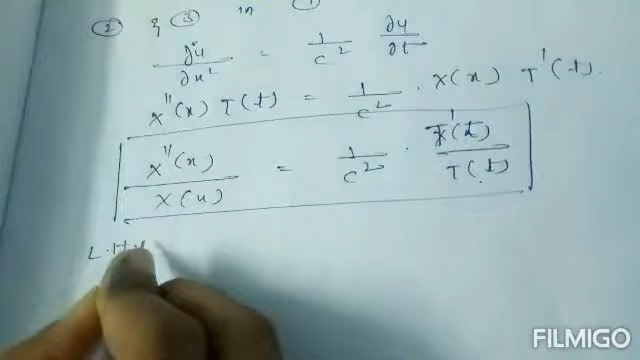 ② & ③ in ①
∂²u/∂x² = 1/c² ∂u/∂t
X''(x) T(t) = 1/c² · X(x) T'(t).
X''(x)/X(x) = 1/c² · T'(t)/T(t)
L.H.
FILMIGO